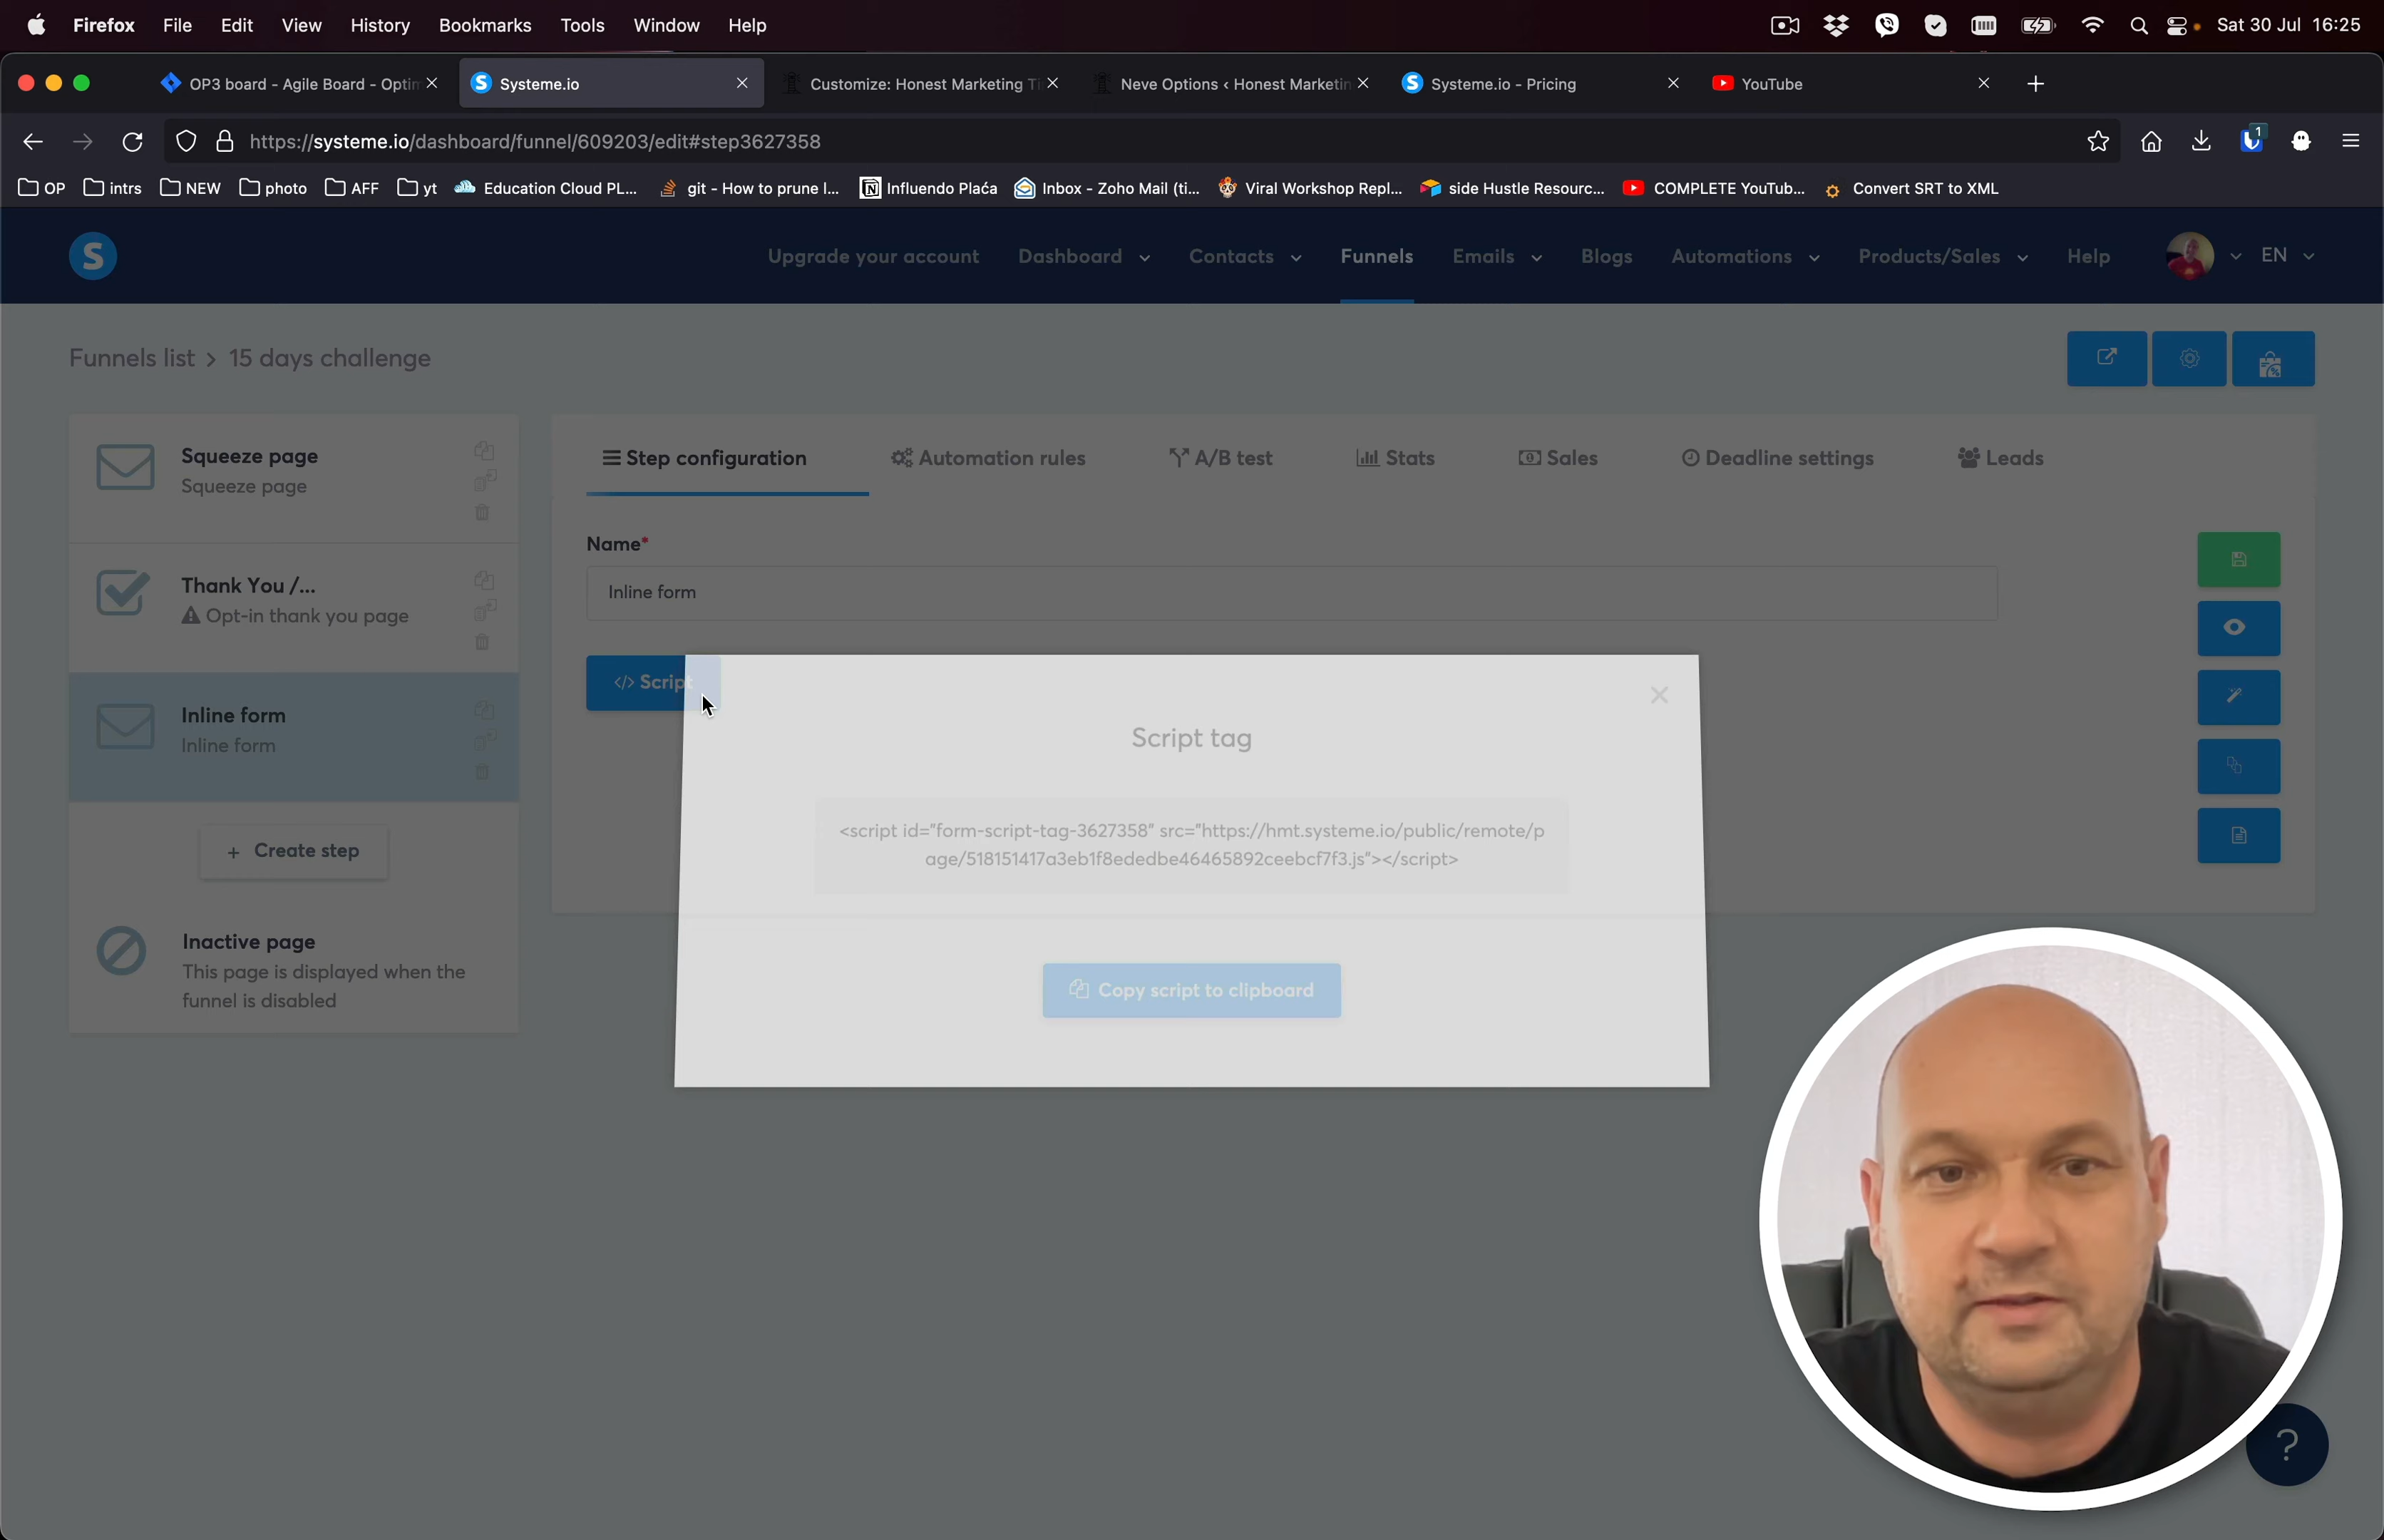 Firefox File Edit View History Bookmarks Tools Window Help Sat 30 Jul 16:25
OP3 board - Agile Board - Optim
Systeme.io
Customize: Honest Marketing Ti
Neve Options ‹ Honest Marketin
Systeme.io - Pricing
YouTube
https://systeme.io/dashboard/funnel/609203/edit#step3627358
1
OP intrs NEW photo AFF yt Education Cloud PL... git - How to prune l... Influendo Plaća Inbox - Zoho Mail (ti... Viral Workshop Repl... side Hustle Resourc... COMPLETE YouTub... Convert SRT to XML
S
Upgrade your account Dashboard Contacts Funnels Emails Blogs Automations Products/Sales Help EN
Funnels list > 15 days challenge
Squeeze page
Squeeze page
Thank You /...
Opt-in thank you page
Inline form
Inline form
+ Create step
Inactive page
This page is displayed when the
funnel is disabled
Step configuration Automation rules A/B test Stats Sales Deadline settings Leads
Name*
Inline form
</> Script
Script tag
<script id="form-script-tag-3627358" src="https://hmt.systeme.io/public/remote/p
age/518151417a3eb1f8ededbe46465892ceebcf7f3.js"></script>
Copy script to clipboard
?